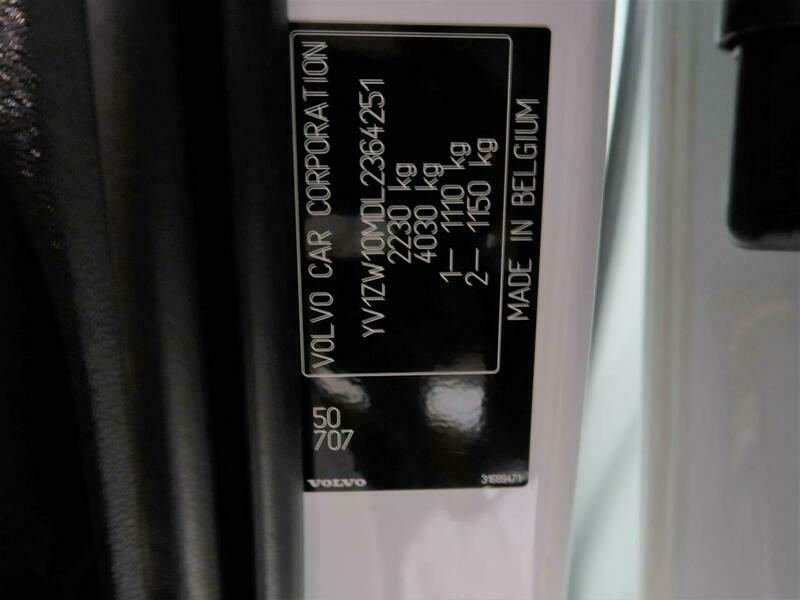 VOLVO CAR CORPORATION
YV1ZW10MDL2364251
2230 kg
4030 kg
1– 1110 kg
2– 1150 kg
MADE IN BELGIUM
50
707
VOLVO
31689471